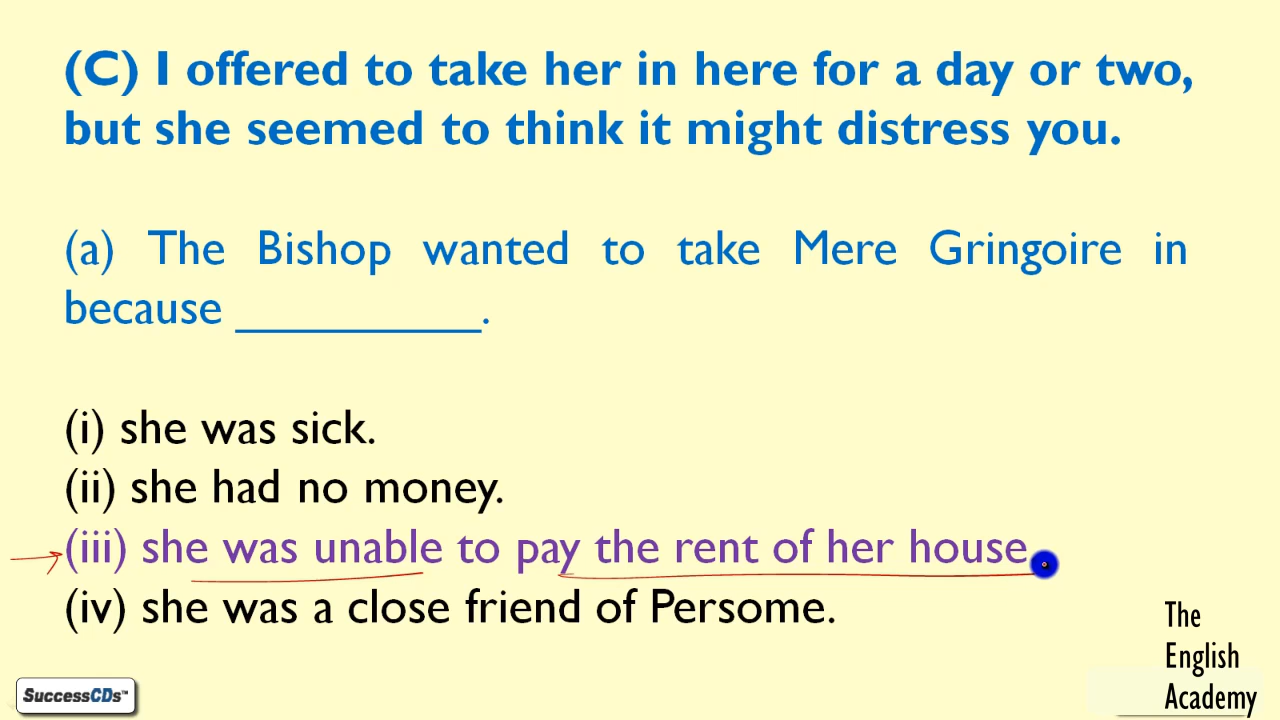 (C) I offered to take her in here for a day or two,
but she seemed to think it might distress you.
(a) The Bishop wanted to take Mere Gringoire in
because __________.
(i) she was sick.
(ii) she had no money.
(iii) she was unable to pay the rent of her house
(iv) she was a close friend of Persome.
The
English
Academy
SuccessCDs™